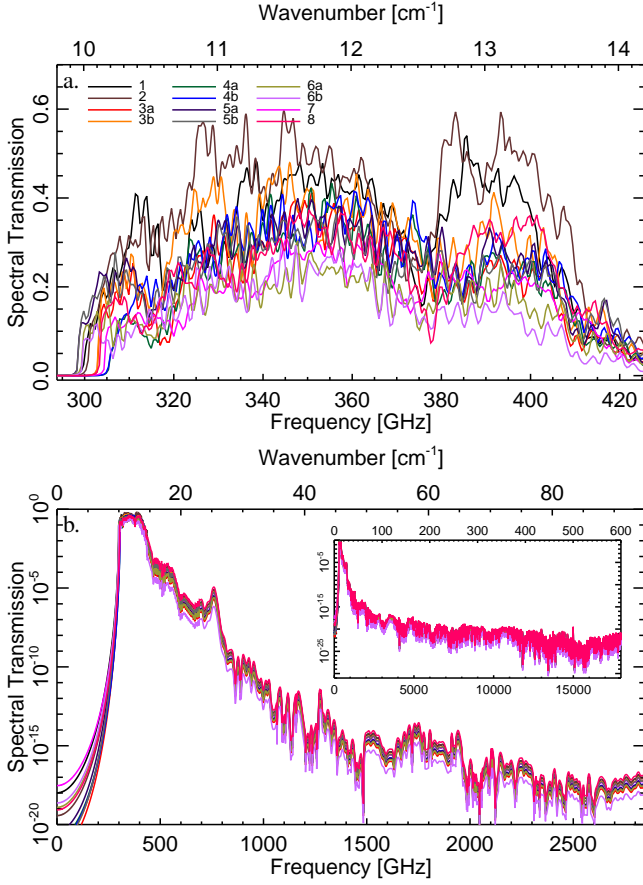 Wavenumber [cm-1]
10 11 12 13 14
a.
1 4a 6a
2 4b 6b
3a 5a 7
3b 5b 8
Spectral Transmission
0.6
0.4
0.2
0.0
300 320 340 360 380 400 420
Frequency [GHz]
Wavenumber [cm-1]
0 20 40 60 80
b.
Spectral Transmission
10^0
10^-5
10^-10
10^-15
10^-20
0 100 200 300 400 500 600
10^-5
10^-15
10^-25
0 5000 10000 15000
0 500 1000 1500 2000 2500
Frequency [GHz]